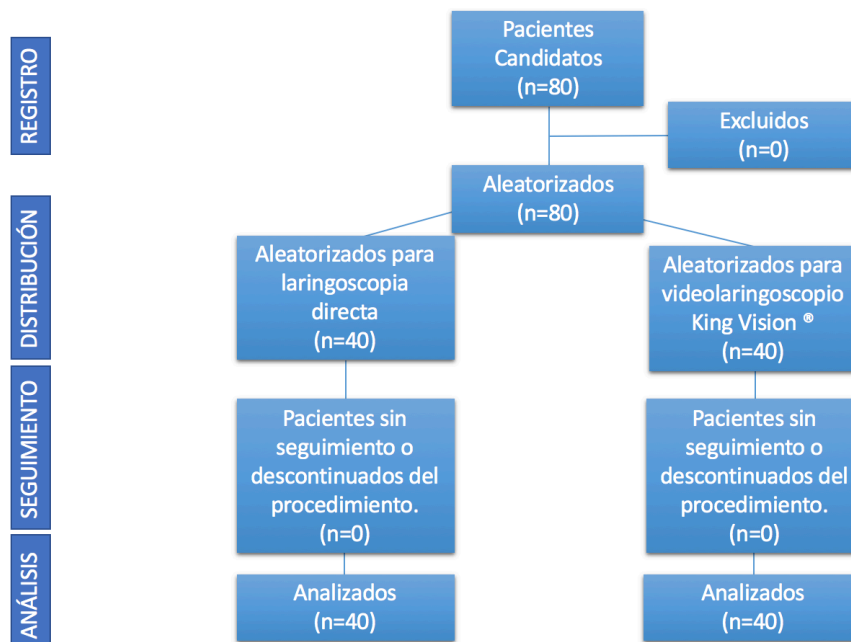 REGISTRO
Pacientes
Candidatos
(n=80)
Excluidos
(n=0)
Aleatorizados
(n=80)
DISTRIBUCIÓN
Aleatorizados para
laringoscopia
directa
(n=40)
Aleatorizados para
videolaringoscopio
King Vision ®
(n=40)
SEGUIMIENTO
Pacientes sin
seguimiento o
descontinuados del
procedimiento.
(n=0)
Pacientes sin
seguimiento o
descontinuados del
procedimiento.
(n=0)
ANÁLISIS
Analizados
(n=40)
Analizados
(n=40)